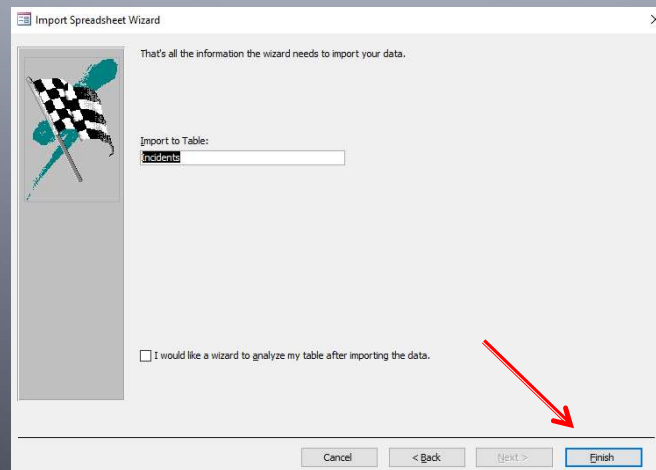 Import Spreadsheet Wizard
That's all the information the wizard needs to import your data.
Import to Table:
Incidents
I would like a wizard to analyze my table after importing the data.
Cancel
< Back
Next >
Finish